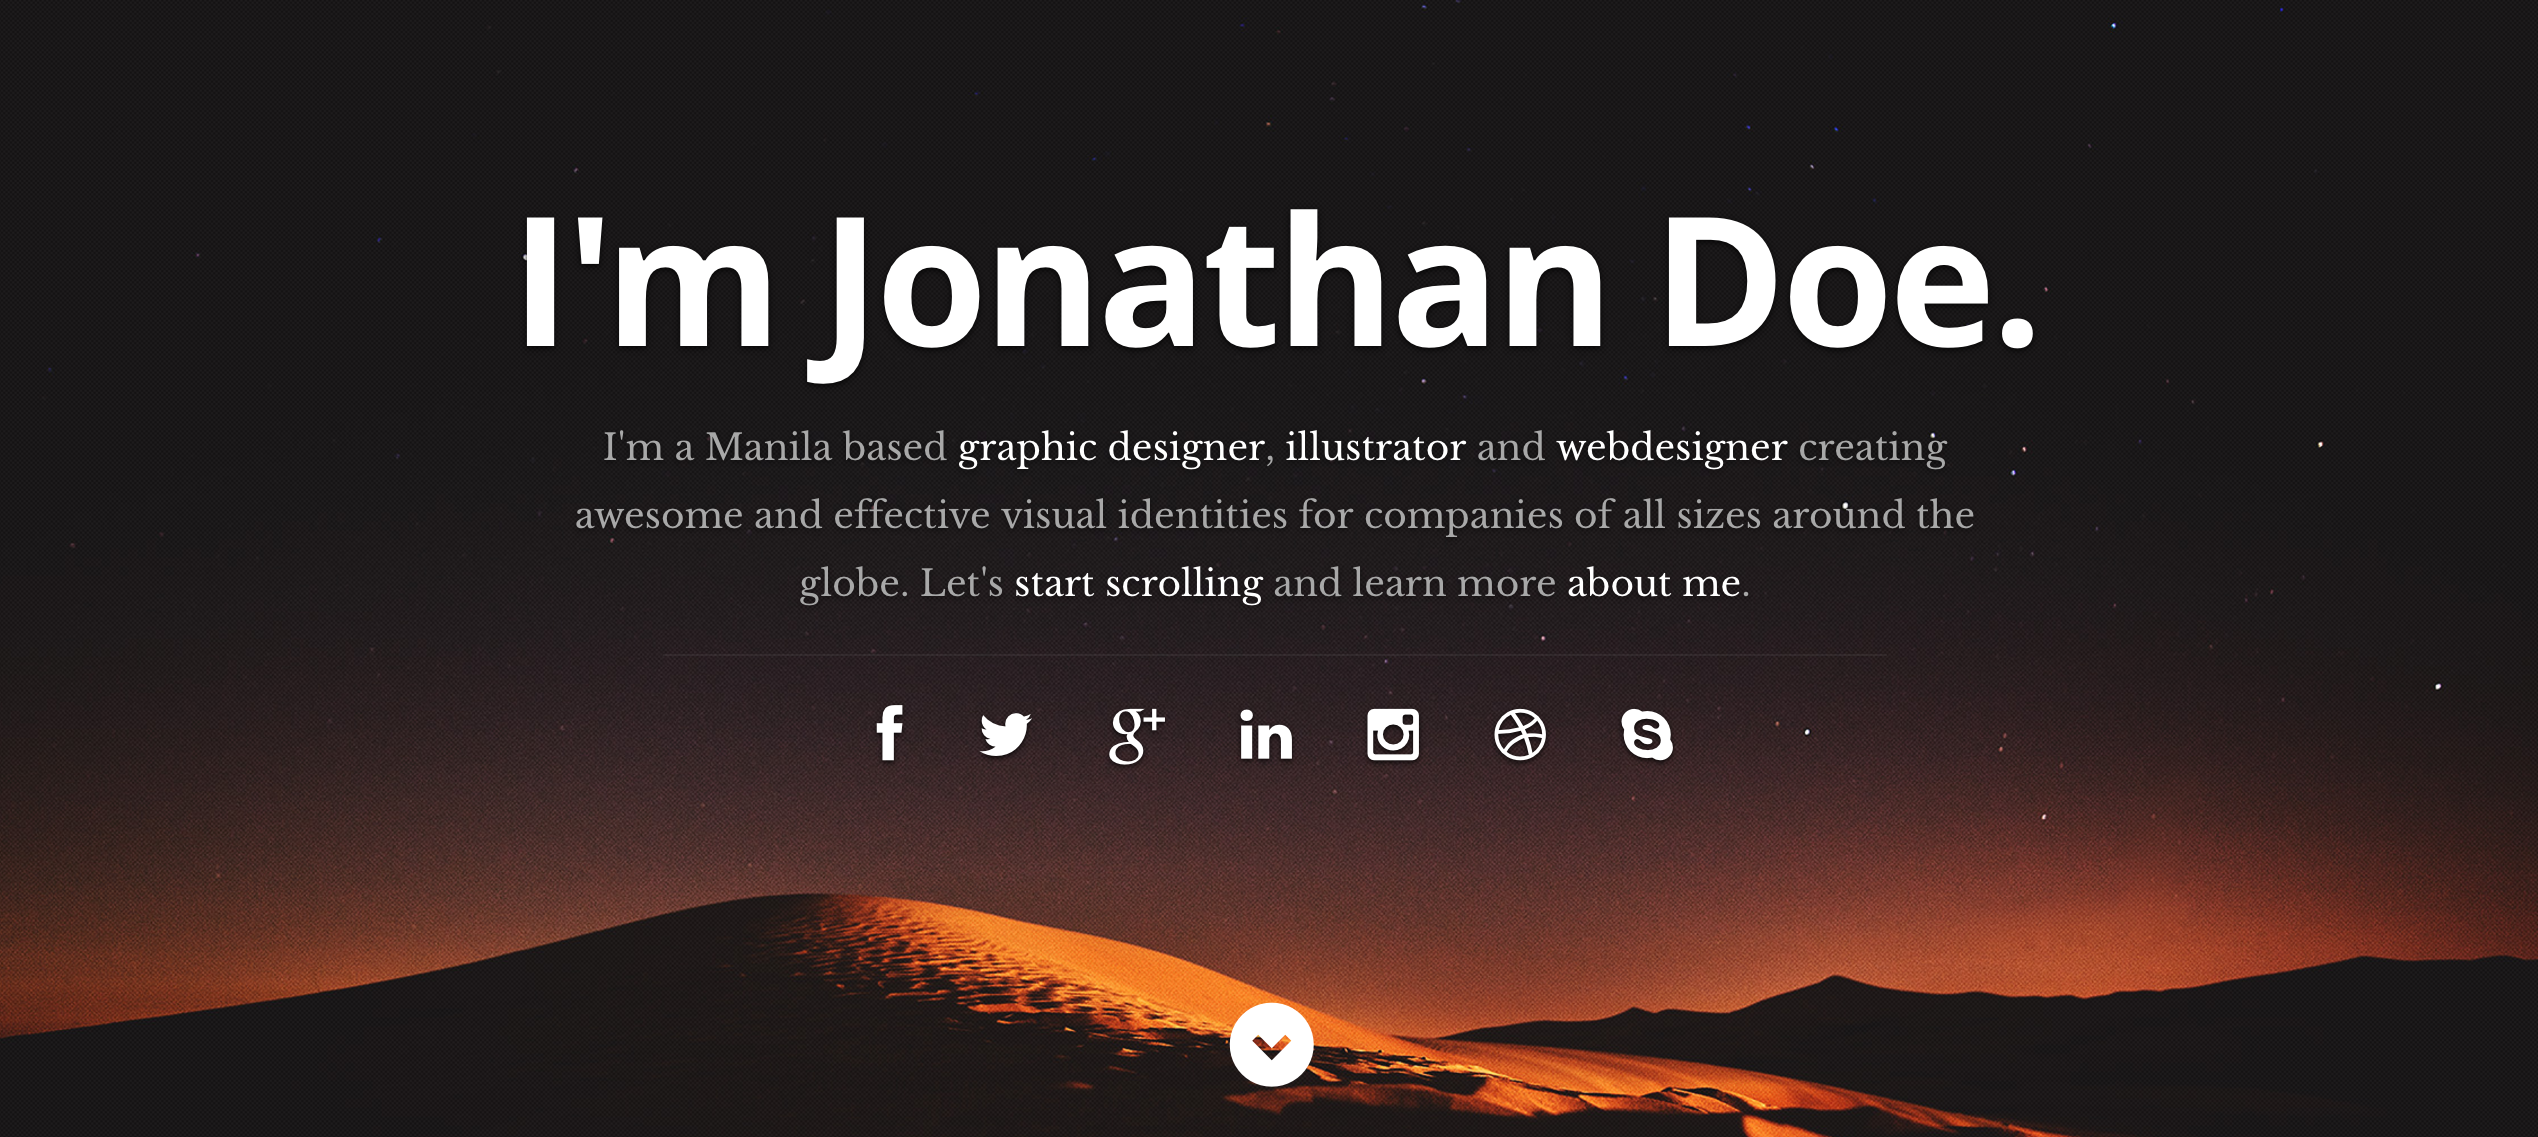 I'm Jonathan Doe.
I'm a Manila based graphic designer, illustrator and webdesigner creating
awesome and effective visual identities for companies of all sizes around the
globe. Let's start scrolling and learn more about me.